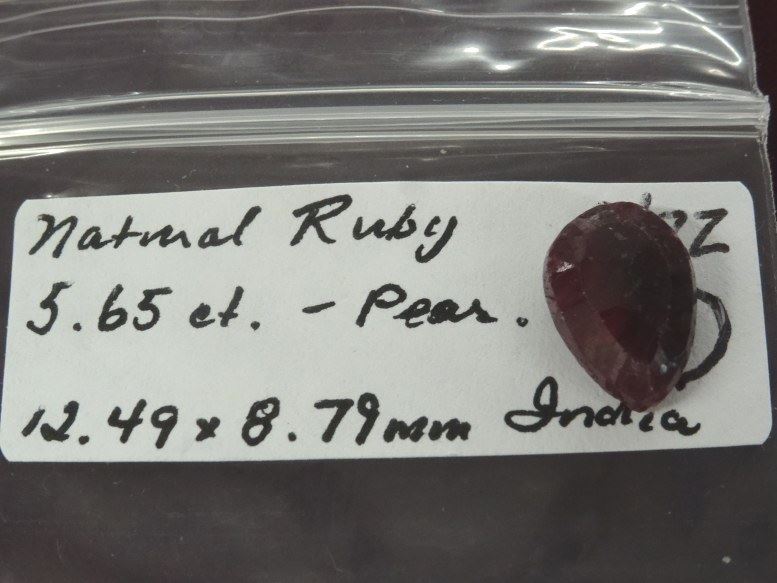 Natural Ruby
5.65 ct. - Pear.
12.49 x 8.79mm India